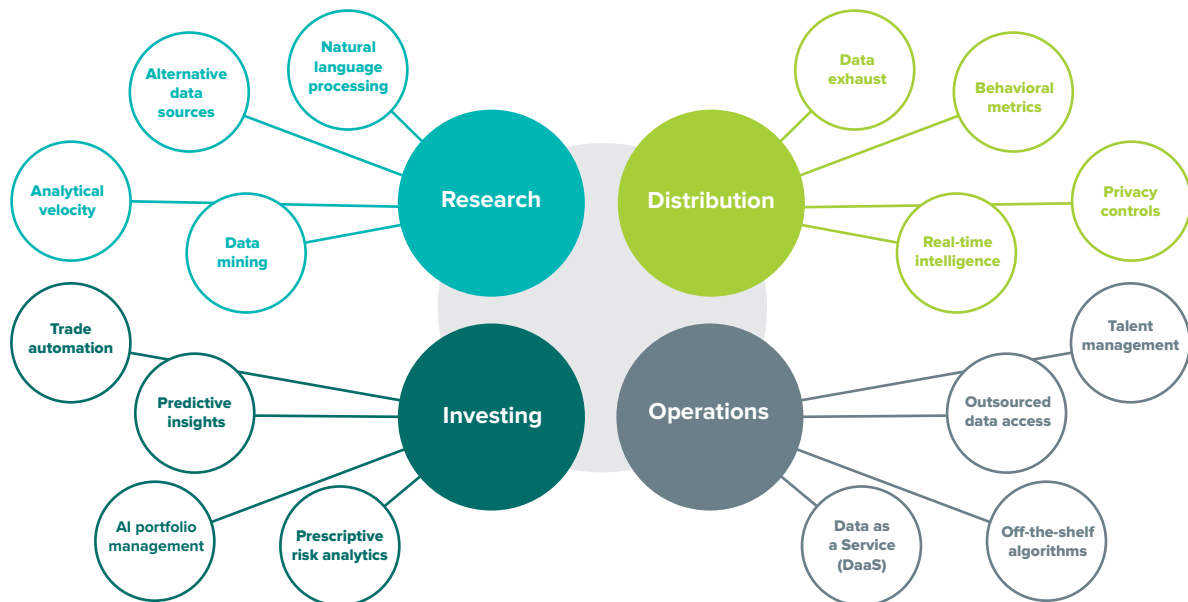 Natural
language
processing
Alternative
data
sources
Analytical
velocity
Data
mining
Research
Data
exhaust
Behavioral
metrics
Privacy
controls
Real-time
intelligence
Distribution
Trade
automation
Predictive
insights
AI portfolio
management
Prescriptive
risk analytics
Investing
Talent
management
Outsourced
data access
Off-the-shelf
algorithms
Data as
a Service
(DaaS)
Operations